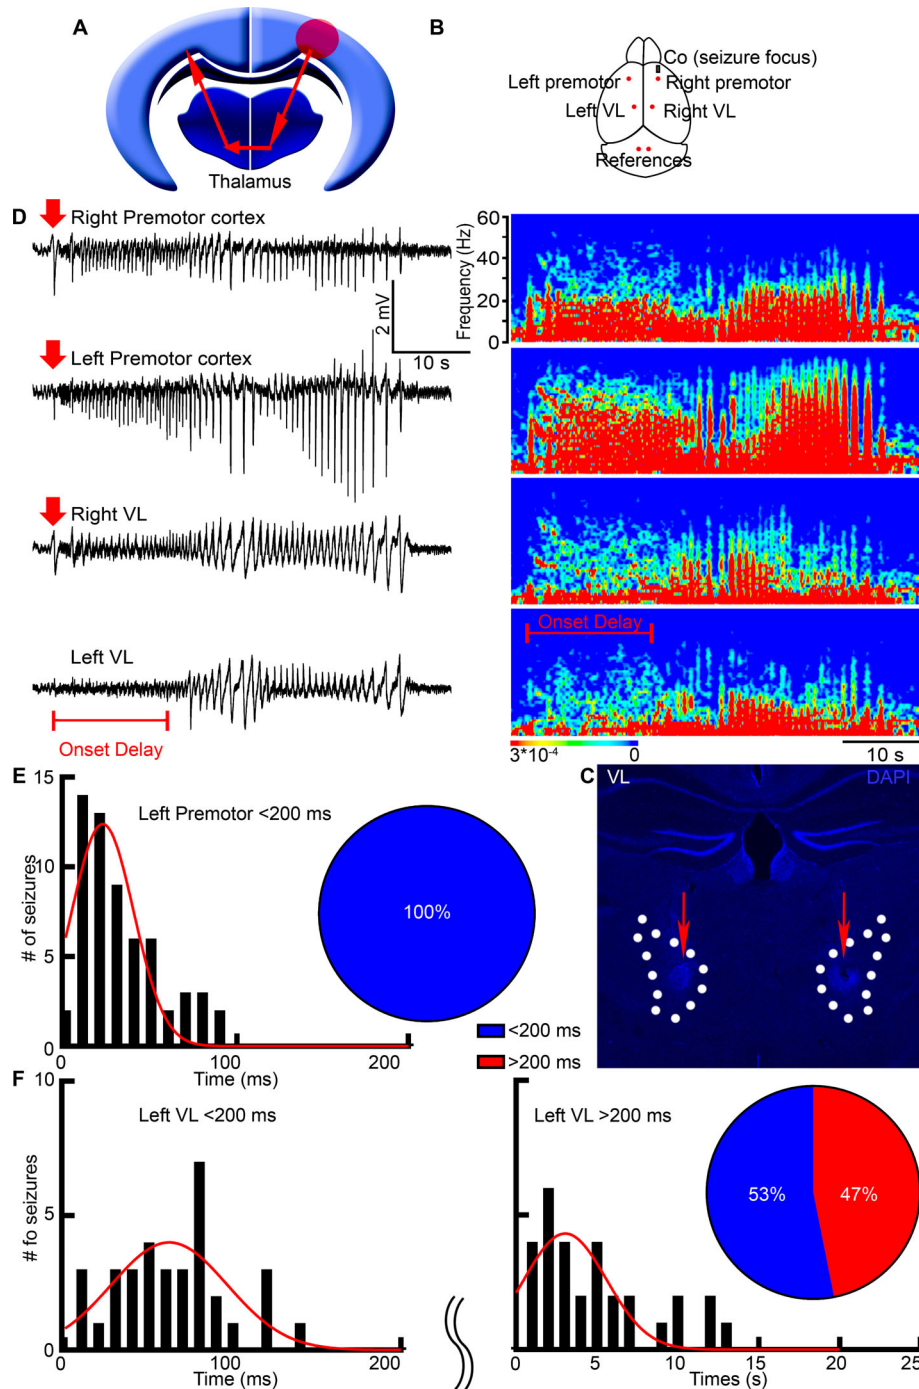 A
Thalamus
B
Co (seizure focus)
Left premotor
Right premotor
Left VL
Right VL
References
D
Right Premotor cortex
2 mV
10 s
Left Premotor cortex
Right VL
Left VL
Onset Delay
Frequency (Hz)
60
40
20
0
Onset Delay
3*10-4
0
10 s
C
VL
DAPI
E
Left Premotor <200 ms
# of seizures
15
10
5
0
0
100
200
Time (ms)
100%
<200 ms
>200 ms
F
Left VL <200 ms
# fo seizures
10
5
0
0
100
200
Time (ms)
Left VL >200 ms
53%
47%
0
5
10
15
20
25
Times (s)